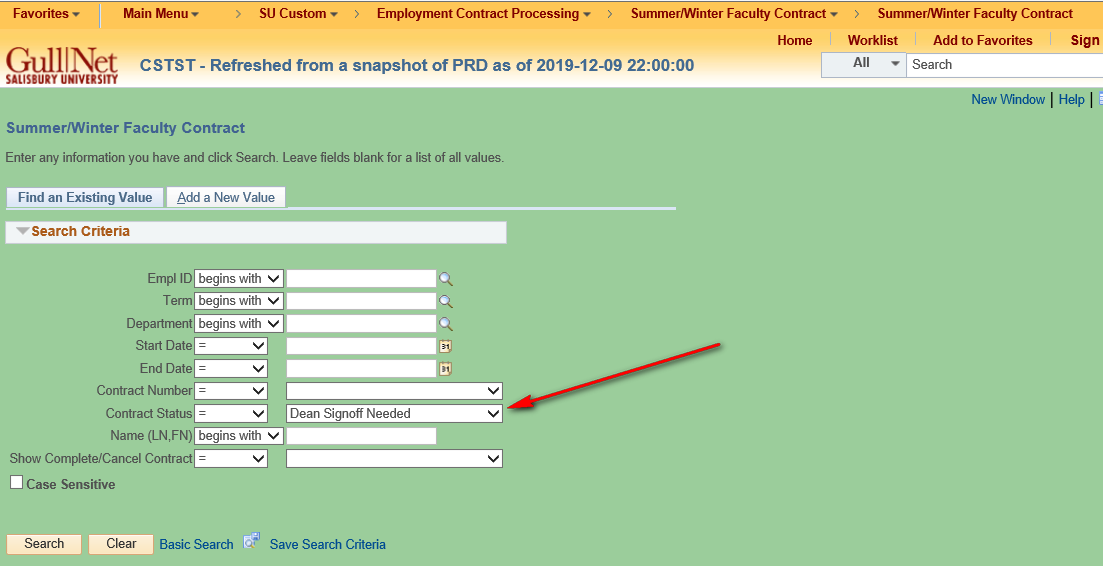 Favorites Main Menu > SU Custom > Employment Contract Processing > Summer/Winter Faculty Contract > Summer/Winter Faculty Contract
Home Worklist Add to Favorites Sign
Gull Net
SALISBURY UNIVERSITY
CSTST - Refreshed from a snapshot of PRD as of 2019-12-09 22:00:00
All Search
New Window | Help |
Summer/Winter Faculty Contract
Enter any information you have and click Search. Leave fields blank for a list of all values.
Find an Existing Value Add a New Value
Search Criteria
Empl ID begins with
Term begins with
Department begins with
Start Date = 31
End Date = 31
Contract Number =
Contract Status = Dean Signoff Needed
Name (LN,FN) begins with
Show Complete/Cancel Contract =
Case Sensitive
Search Clear Basic Search Save Search Criteria